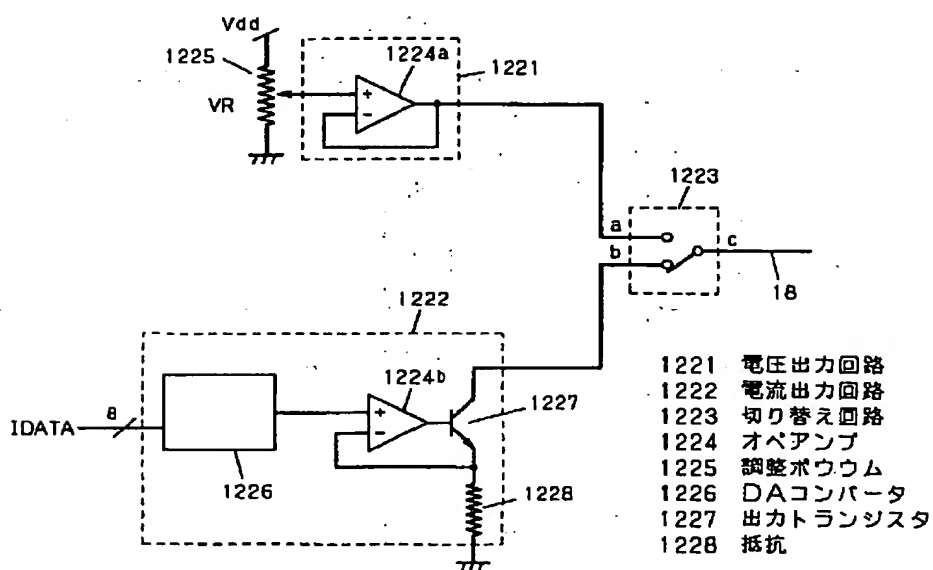 Vdd
1225
VR
1224a
1221
+
−
1223
a
b
c
18
1222
1224b
1227
IDATA
8
+
−
1226
1228
1221 電圧出力回路
1222 電流出力回路
1223 切り替え回路
1224 オペアンプ
1225 調整ボウウム
1226 DAコンバータ
1227 出力トランジスタ
1228 抵抗